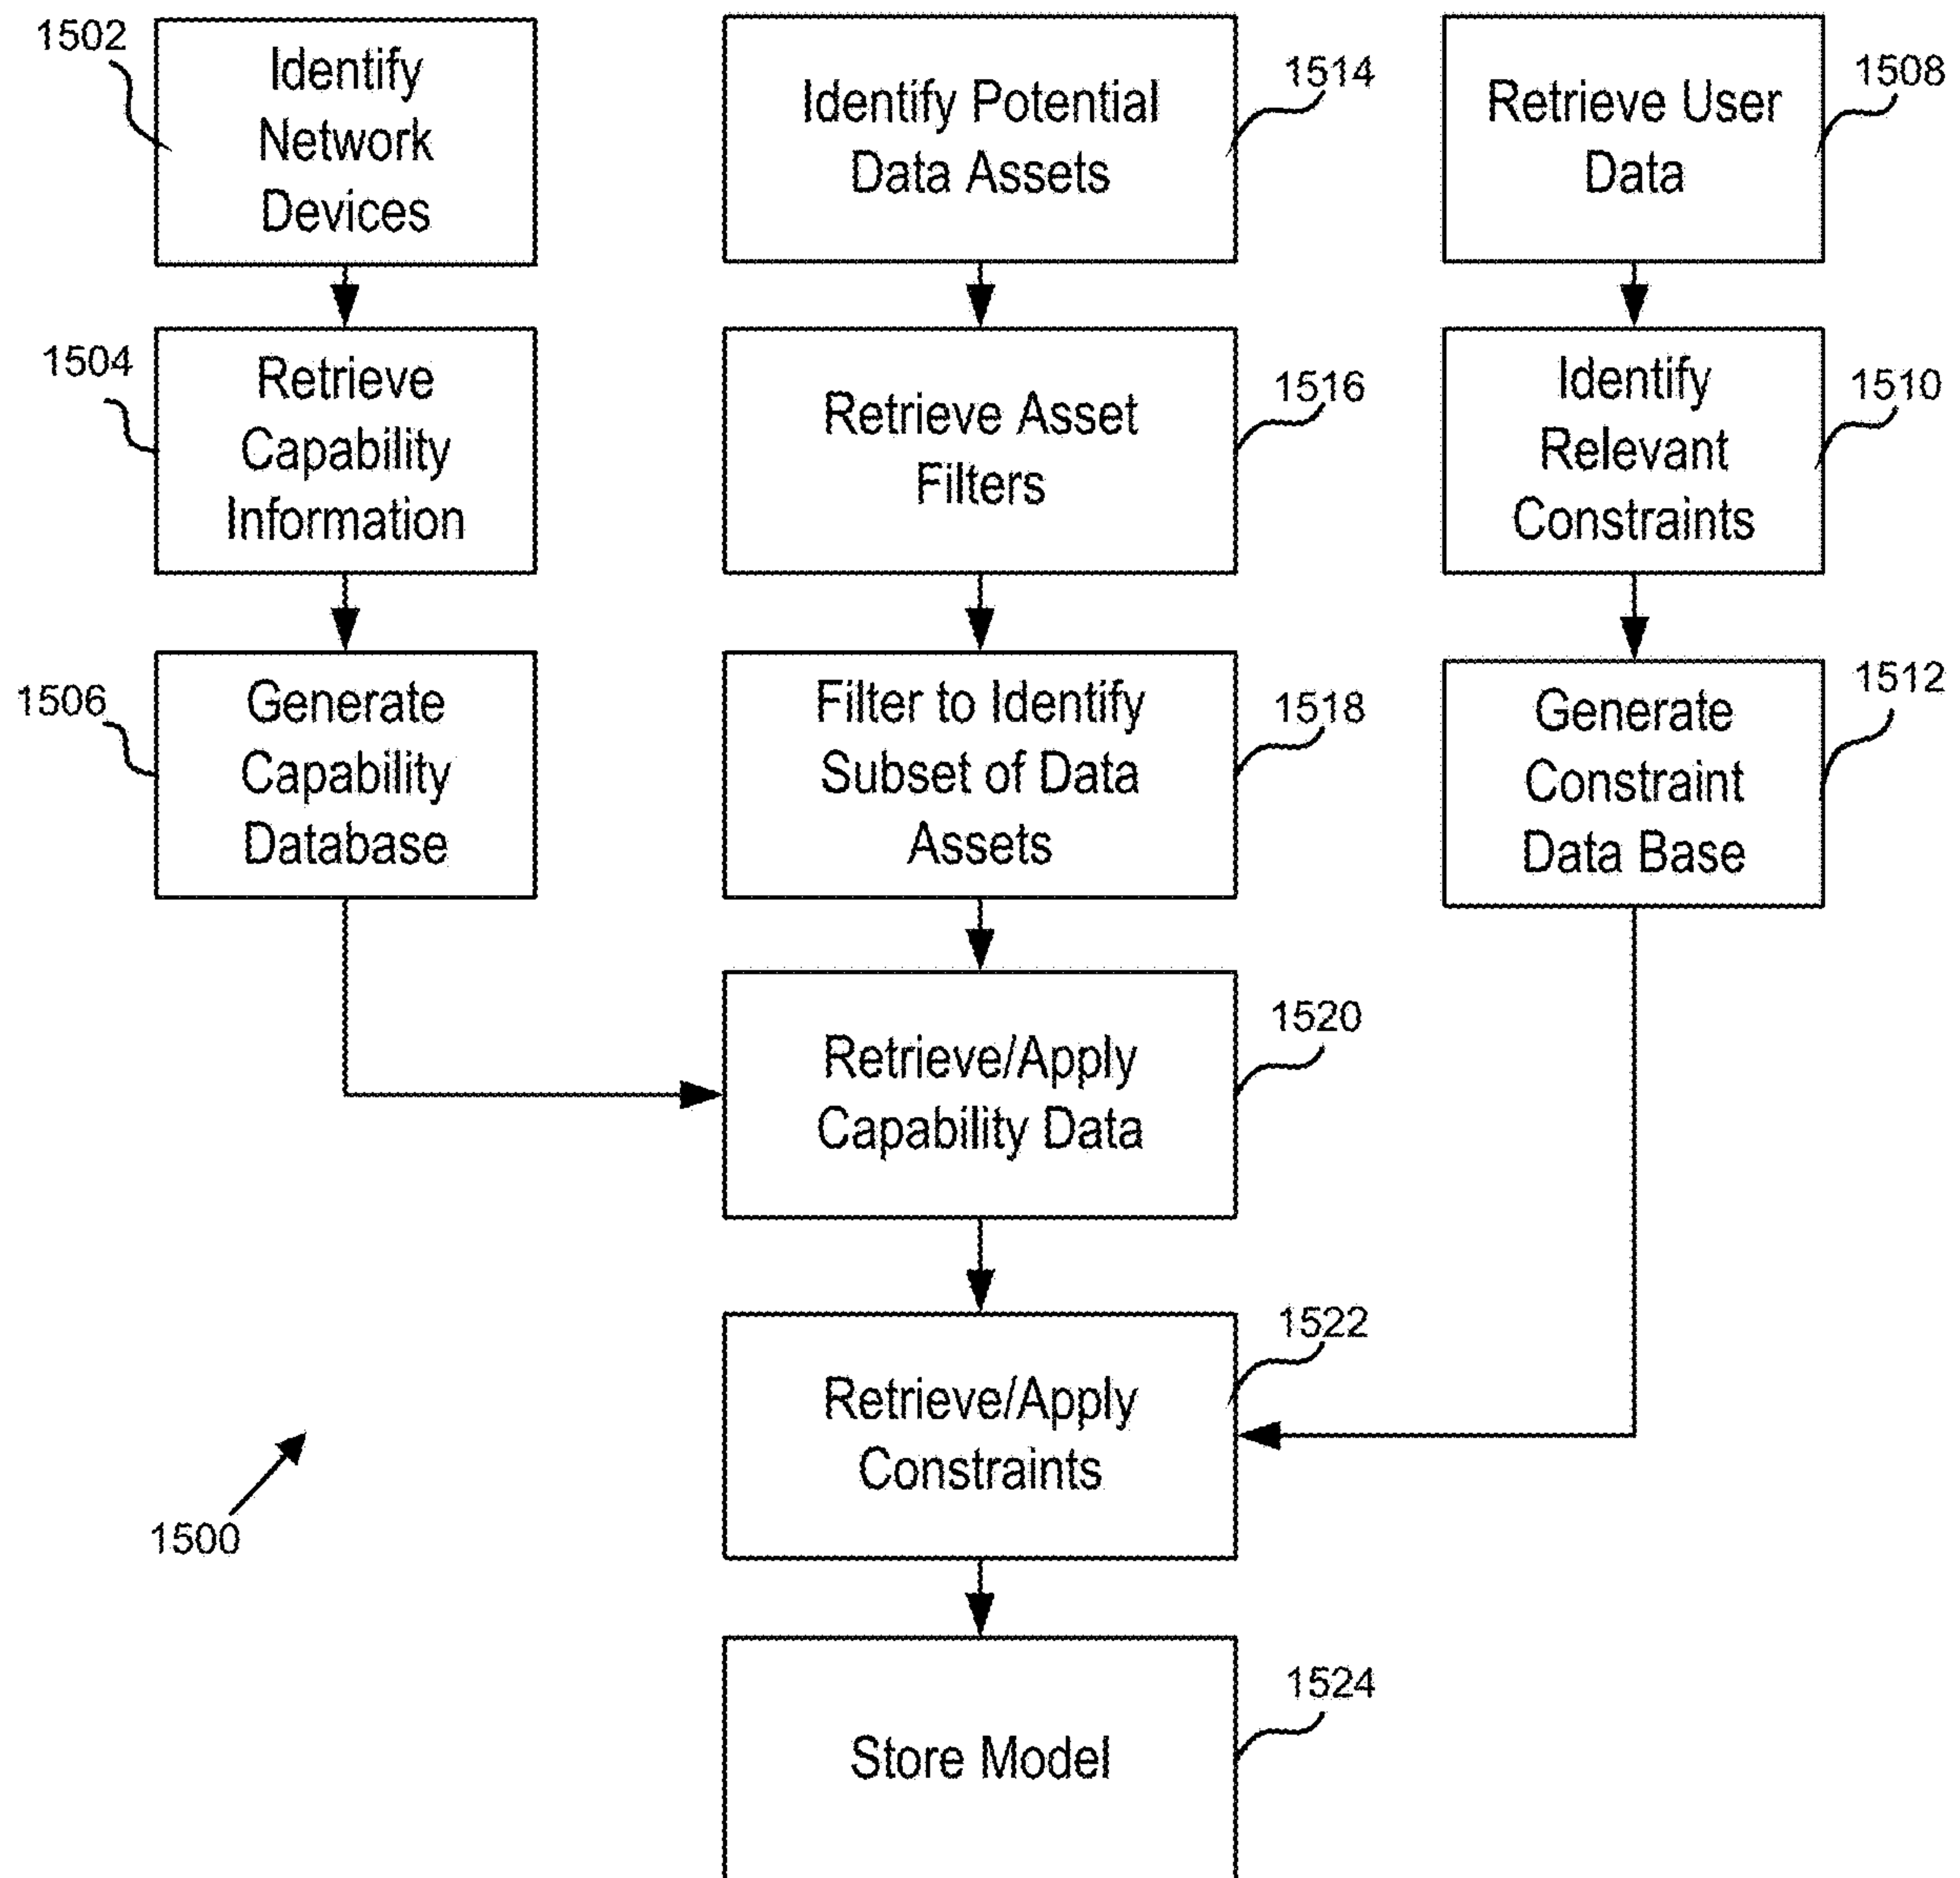 1502
Identify
Network
Devices
1514
Identify Potential
Data Assets
1508
Retrieve User
Data
1504
Retrieve
Capability
Information
1516
Retrieve Asset
Filters
1510
Identify
Relevant
Constraints
1506
Generate
Capability
Database
1518
Filter to Identify
Subset of Data
Assets
1512
Generate
Constraint
Data Base
1520
Retrieve/Apply
Capability Data
1522
Retrieve/Apply
Constraints
1500
1524
Store Model